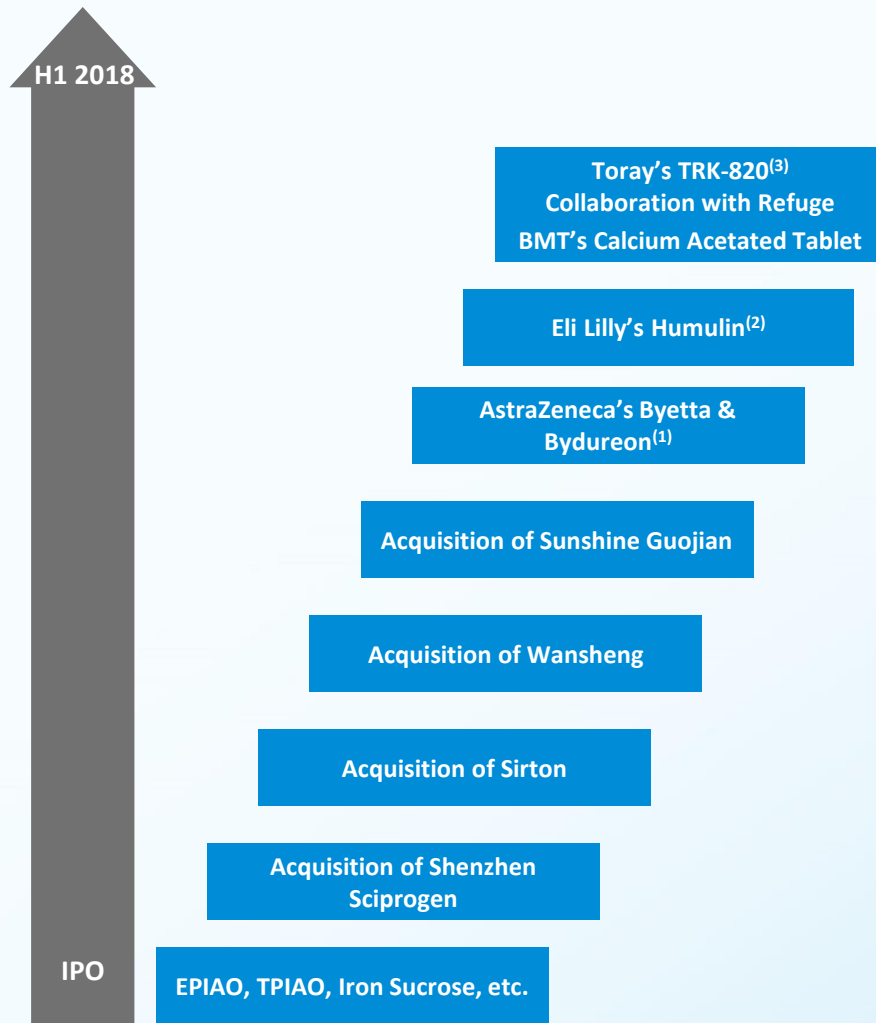 H1 2018
Toray’s TRK-820(3)
Collaboration with Refuge
BMT’s Calcium Acetated Tablet
Eli Lilly’s Humulin(2)
AstraZeneca’s Byetta &
Bydureon(1)
Acquisition of Sunshine Guojian
Acquisition of Wansheng
Acquisition of Sirton
Acquisition of Shenzhen
Sciprogen
IPO
EPIAO, TPIAO, Iron Sucrose, etc.